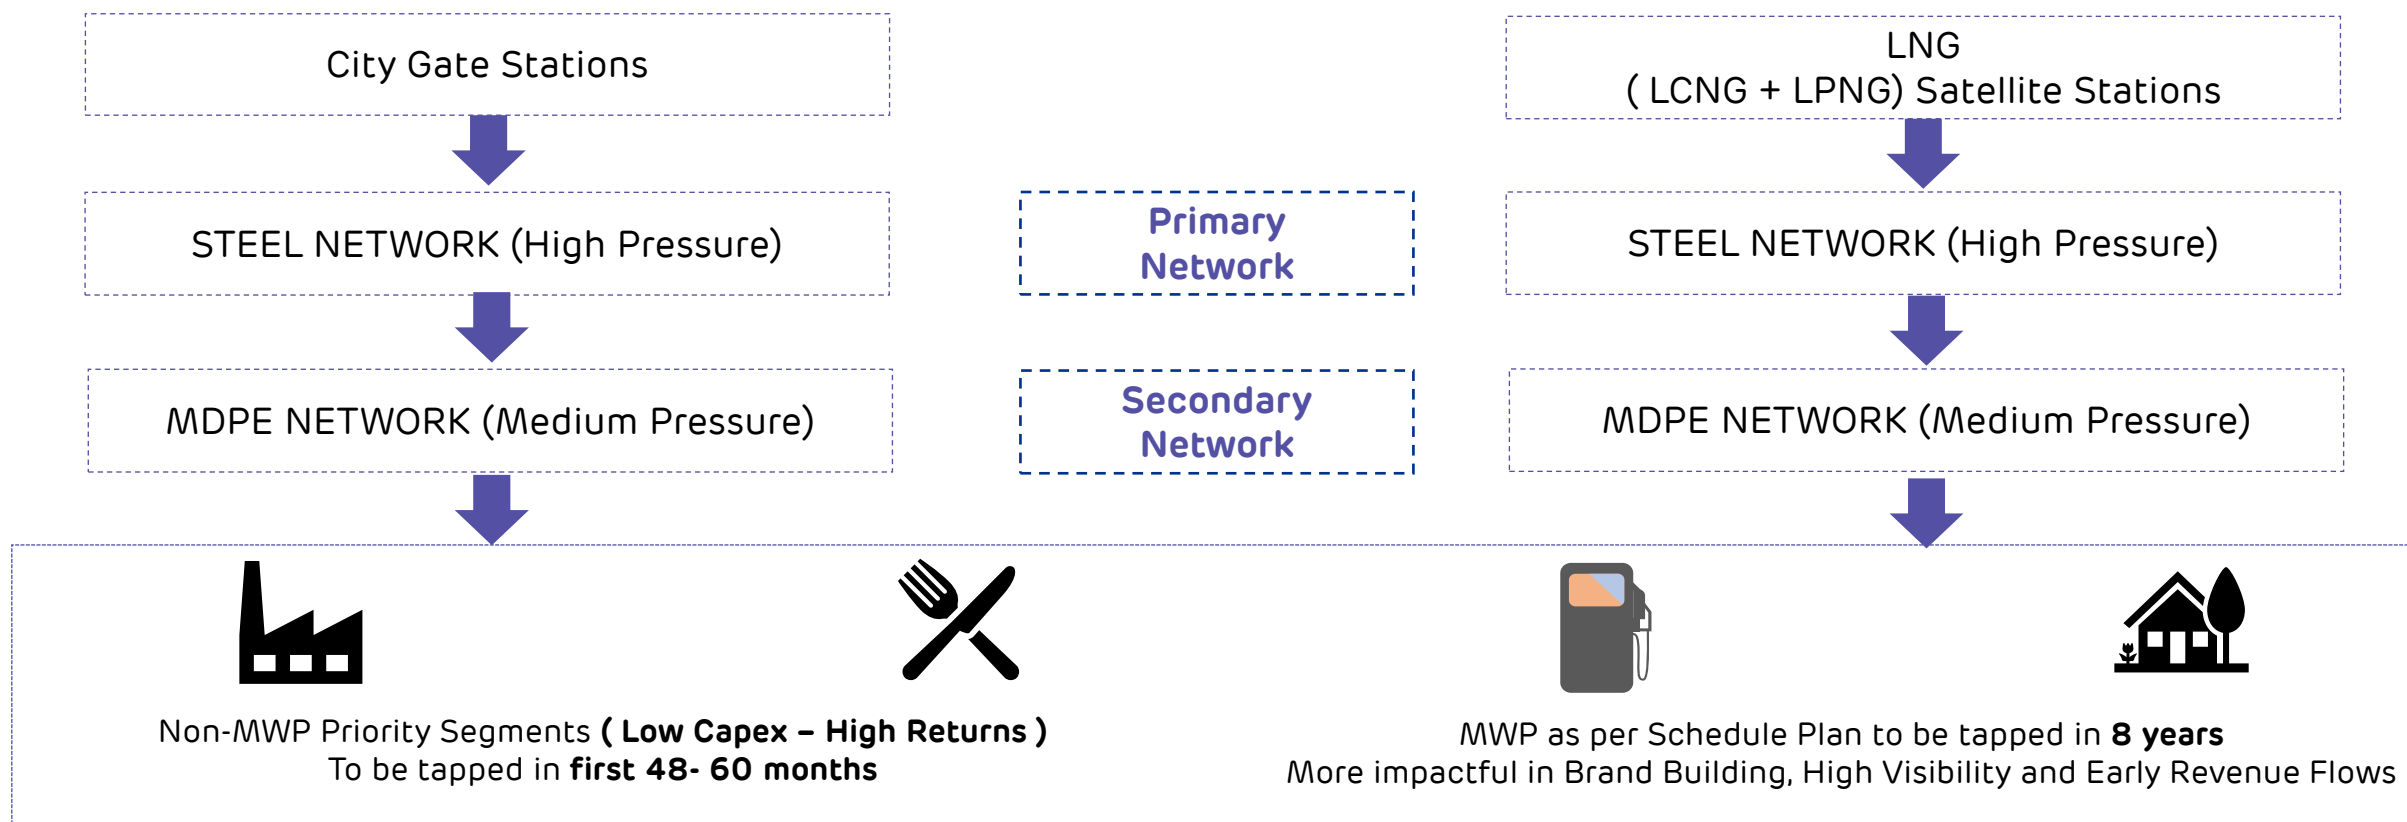 City Gate Stations
LNG
( LCNG + LPNG) Satellite Stations
STEEL NETWORK (High Pressure)
Primary
Network
STEEL NETWORK (High Pressure)
MDPE NETWORK (Medium Pressure)
Secondary
Network
MDPE NETWORK (Medium Pressure)
Non-MWP Priority Segments ( Low Capex – High Returns )
To be tapped in first 48- 60 months
MWP as per Schedule Plan to be tapped in 8 years
More impactful in Brand Building, High Visibility and Early Revenue Flows